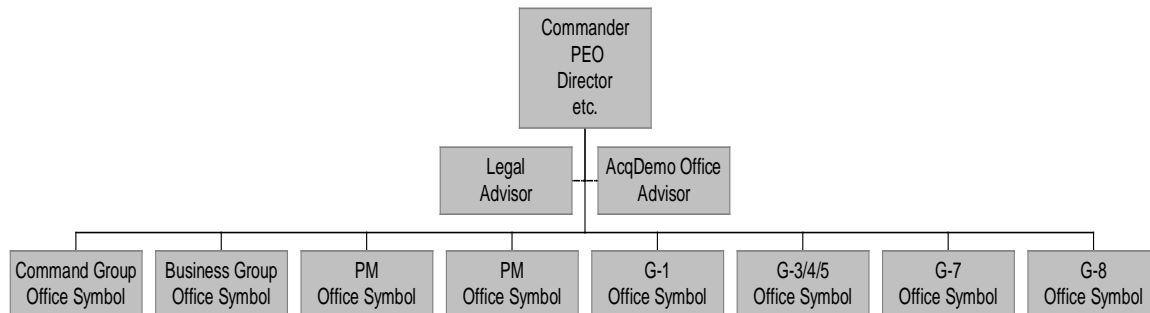 Commander
PEO
Director
etc.
Legal
Advisor
AcqDemo Office
Advisor
Command Group
Office Symbol
Business Group
Office Symbol
PM
Office Symbol
PM
Office Symbol
G-1
Office Symbol
G-3/4/5
Office Symbol
G-7
Office Symbol
G-8
Office Symbol